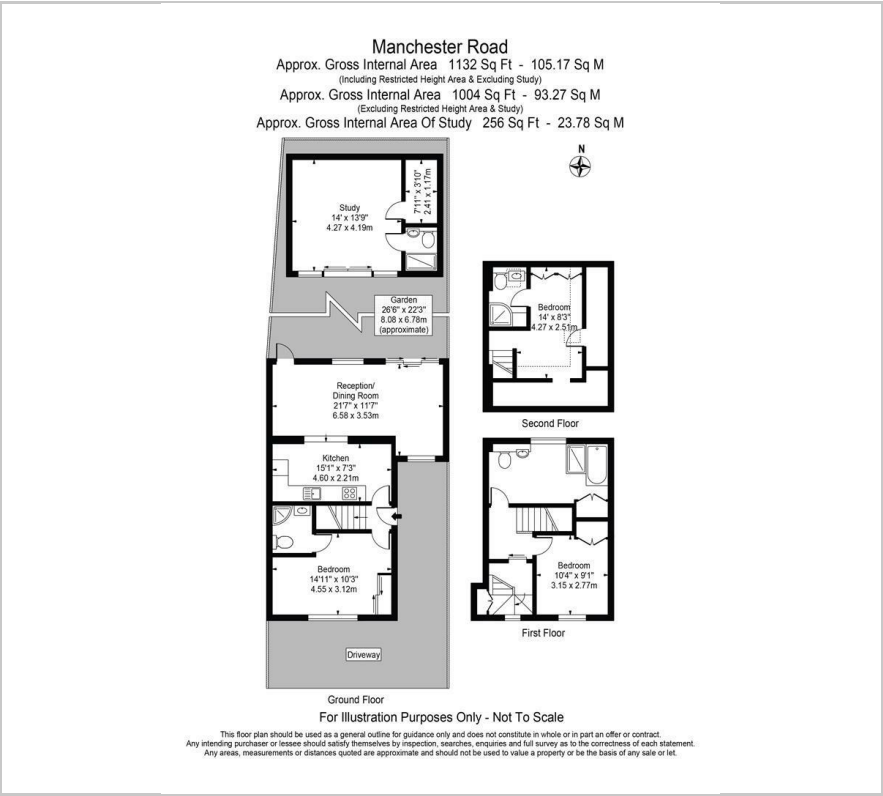 Manchester Road
Approx. Gross Internal Area 1132 Sq Ft - 105.17 Sq M
(Including Restricted Height Area & Excluding Study)
Approx. Gross Internal Area 1004 Sq Ft - 93.27 Sq M
(Excluding Restricted Height Area & Study)
Approx. Gross Internal Area Of Study 256 Sq Ft - 23.78 Sq M
N
Study
14' x 13'9"
4.27 x 4.19m
7'11" x 3'10"
2.41 x 1.17m
Garden
26'6" x 22'3"
8.08 x 6.78m
(approximate)
Reception/
Dining Room
21'7" x 11'7"
6.58 x 3.53m
Kitchen
15'1" x 7'3"
4.60 x 2.21m
Bedroom
14'11" x 10'3"
4.55 x 3.12m
Driveway
Ground Floor
Bedroom
14' x 8'3"
4.27 x 2.51m
Second Floor
Bedroom
10'4" x 9'1"
3.15 x 2.77m
First Floor
For Illustration Purposes Only - Not To Scale
This floor plan should be used as a general outline for guidance only and does not constitute in whole or in part an offer or contract.
Any intending purchaser or lessee should satisfy themselves by inspection, searches, enquiries and full survey as to the correctness of each statement.
Any areas, measurements or distances quoted are approximate and should not be used to value a property or be the basis of any sale or let.